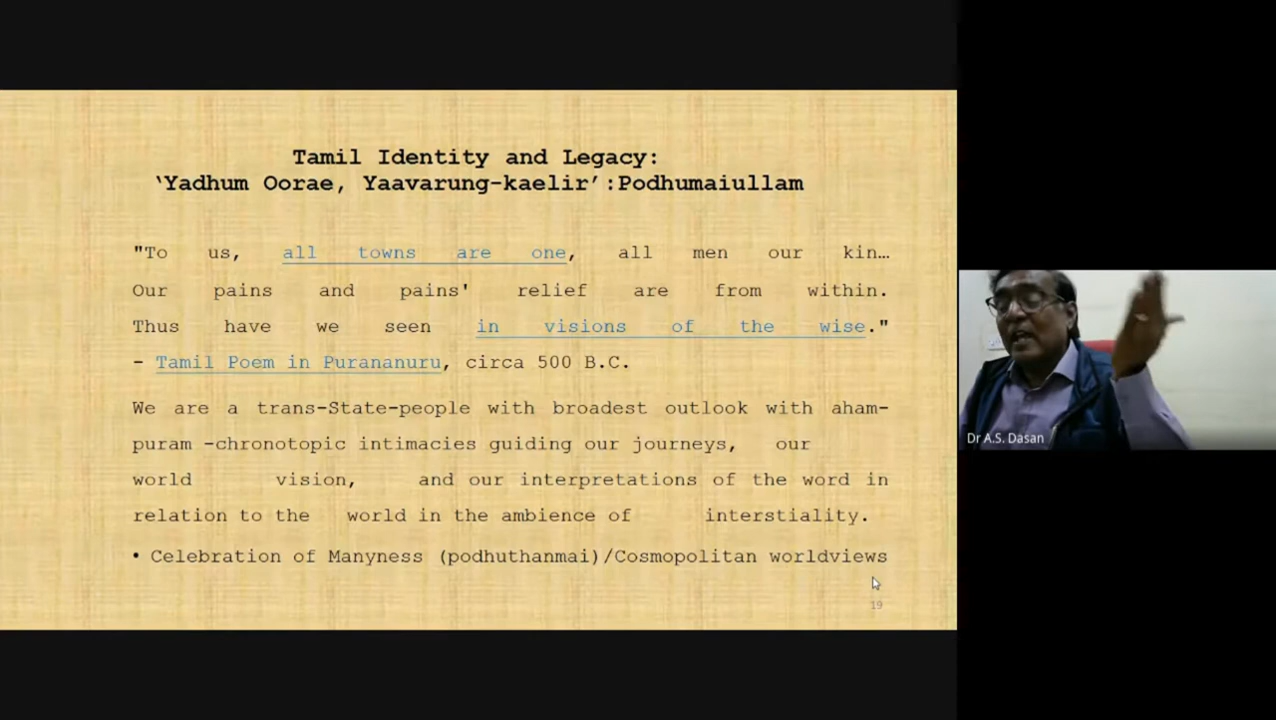 Tamil Identity and Legacy:
‘Yadhum Oorae, Yaavarung-kaelir’:Podhumaiullam
"To us, all towns are one, all men our kin…
Our pains and pains' relief are from within.
Thus have we seen in visions of the wise."
- Tamil Poem in Purananuru, circa 500 B.C.
We are a trans-State-people with broadest outlook with aham-
puram -chronotopic intimacies guiding our journeys, our
world vision, and our interpretations of the word in
relation to the world in the ambience of interstiality.
• Celebration of Manyness (podhuthanmai)/Cosmopolitan worldviews
19
Dr A.S. Dasan